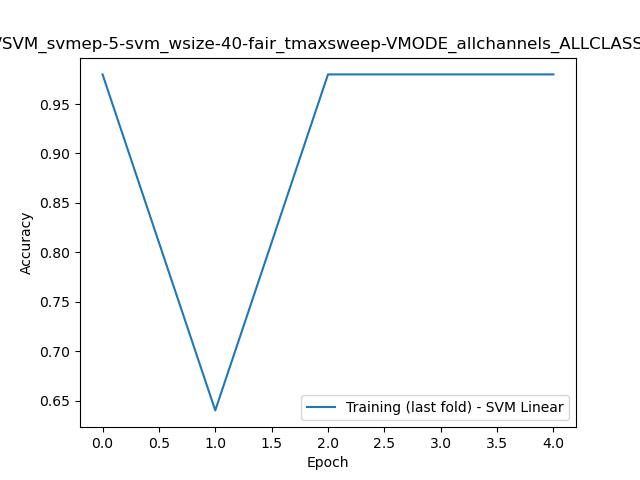 /SVM_svmep-5-svm_wsize-40-fair_tmaxsweep-VMODE_allchannels_ALLCLASS
0.95
0.90
0.85
0.80
0.75
0.70
0.65
Accuracy
0.0 0.5 1.0 1.5 2.0 2.5 3.0 3.5 4.0
Epoch
Training (last fold) - SVM Linear